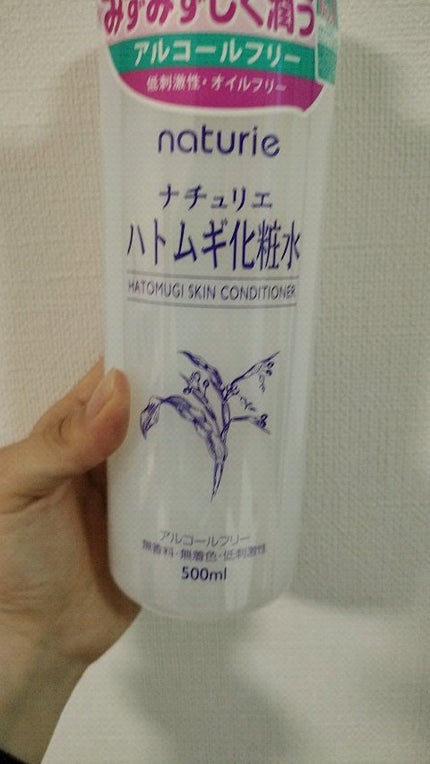 みずみずしく潤う
アルコールフリー
低刺激性・オイルフリー
naturie
ナチュリエ
ハトムギ化粧水
HATOMUGI SKIN CONDITIONER
アルコールフリー
無香料・無着色・低刺激性
500ml